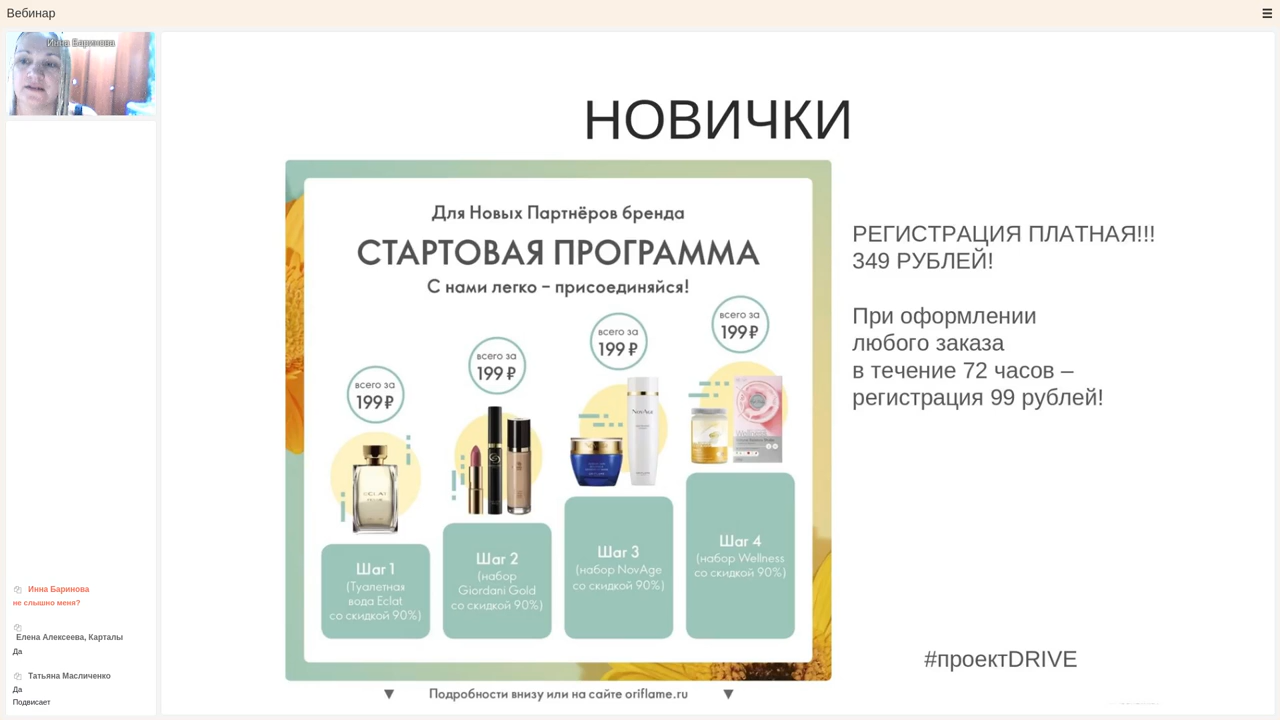 Вебинар
Инна Баринова
НОВИЧКИ
Для Новых Партнёров бренда
СТАРТОВАЯ ПРОГРАММА
С нами легко – присоединяйся!
всего за
199 ₽
всего за
199 ₽
всего за
199 ₽
всего за
199 ₽
ECLAT
NOVAGE
Wellness
Шаг 1
(Туалетная
вода Eclat
со скидкой 90%)
Шаг 2
(набор
Giordani Gold
со скидкой 90%)
Шаг 3
(набор NovAge
со скидкой 90%)
Шаг 4
(набор Wellness
со скидкой 90%)
Подробности внизу или на сайте oriflame.ru
РЕГИСТРАЦИЯ ПЛАТНАЯ!!!
349 РУБЛЕЙ!
При оформлении
любого заказа
в течение 72 часов –
регистрация 99 рублей!
#проектDRIVE
Инна Баринова
не слышно меня?
Елена Алексеева, Карталы
Да
Татьяна Масличенко
Да
Подвисает